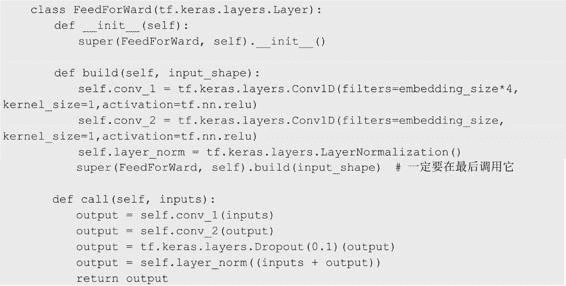 class FeedForWard(tf.keras.layers.Layer):
    def __init__(self):
        super(FeedForWard, self).__init__()

    def build(self, input_shape):
        self.conv_1 = tf.keras.layers.Conv1D(filters=embedding_size*4,
kernel_size=1,activation=tf.nn.relu)
        self.conv_2 = tf.keras.layers.Conv1D(filters=embedding_size,
kernel_size=1,activation=tf.nn.relu)
        self.layer_norm = tf.keras.layers.LayerNormalization()
        super(FeedForWard, self).build(input_shape)  # 一定要在最后调用它

    def call(self, inputs):
        output = self.conv_1(inputs)
        output = self.conv_2(output)
        output = tf.keras.layers.Dropout(0.1)(output)
        output = self.layer_norm((inputs + output))
        return output